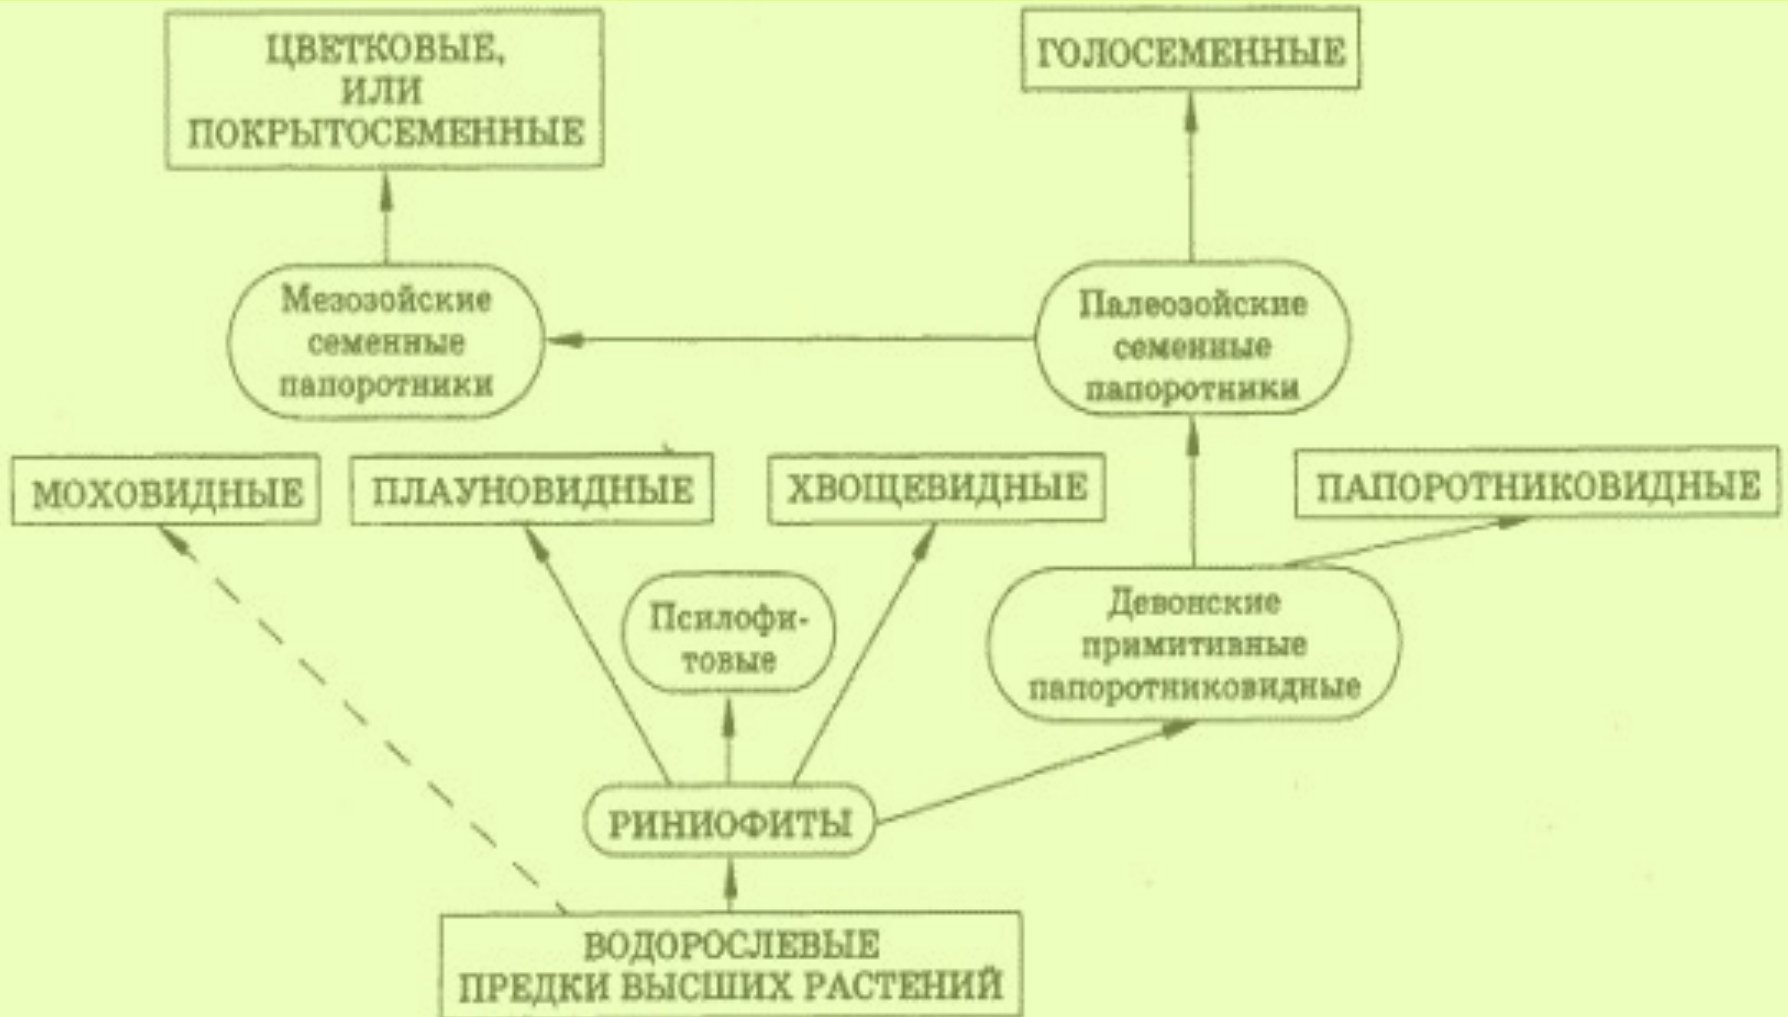 ЦВЕТКОВЫЕ,
ИЛИ
ПОКРЫТОСЕМЕННЫЕ
ГОЛОСЕМЕННЫЕ
Мезозойские
семенные
папоротники
Палеозойские
семенные
папоротники
МОХОВИДНЫЕ
ПЛАУНОВИДНЫЕ
ХВОЩЕВИДНЫЕ
ПАПОРОТНИКОВИДНЫЕ
Псилофи-
товые
Девонские
примитивные
папоротниковидные
РИНИОФИТЫ
ВОДОРОСЛЕВЫЕ
ПРЕДКИ ВЫСШИХ РАСТЕНИЙ